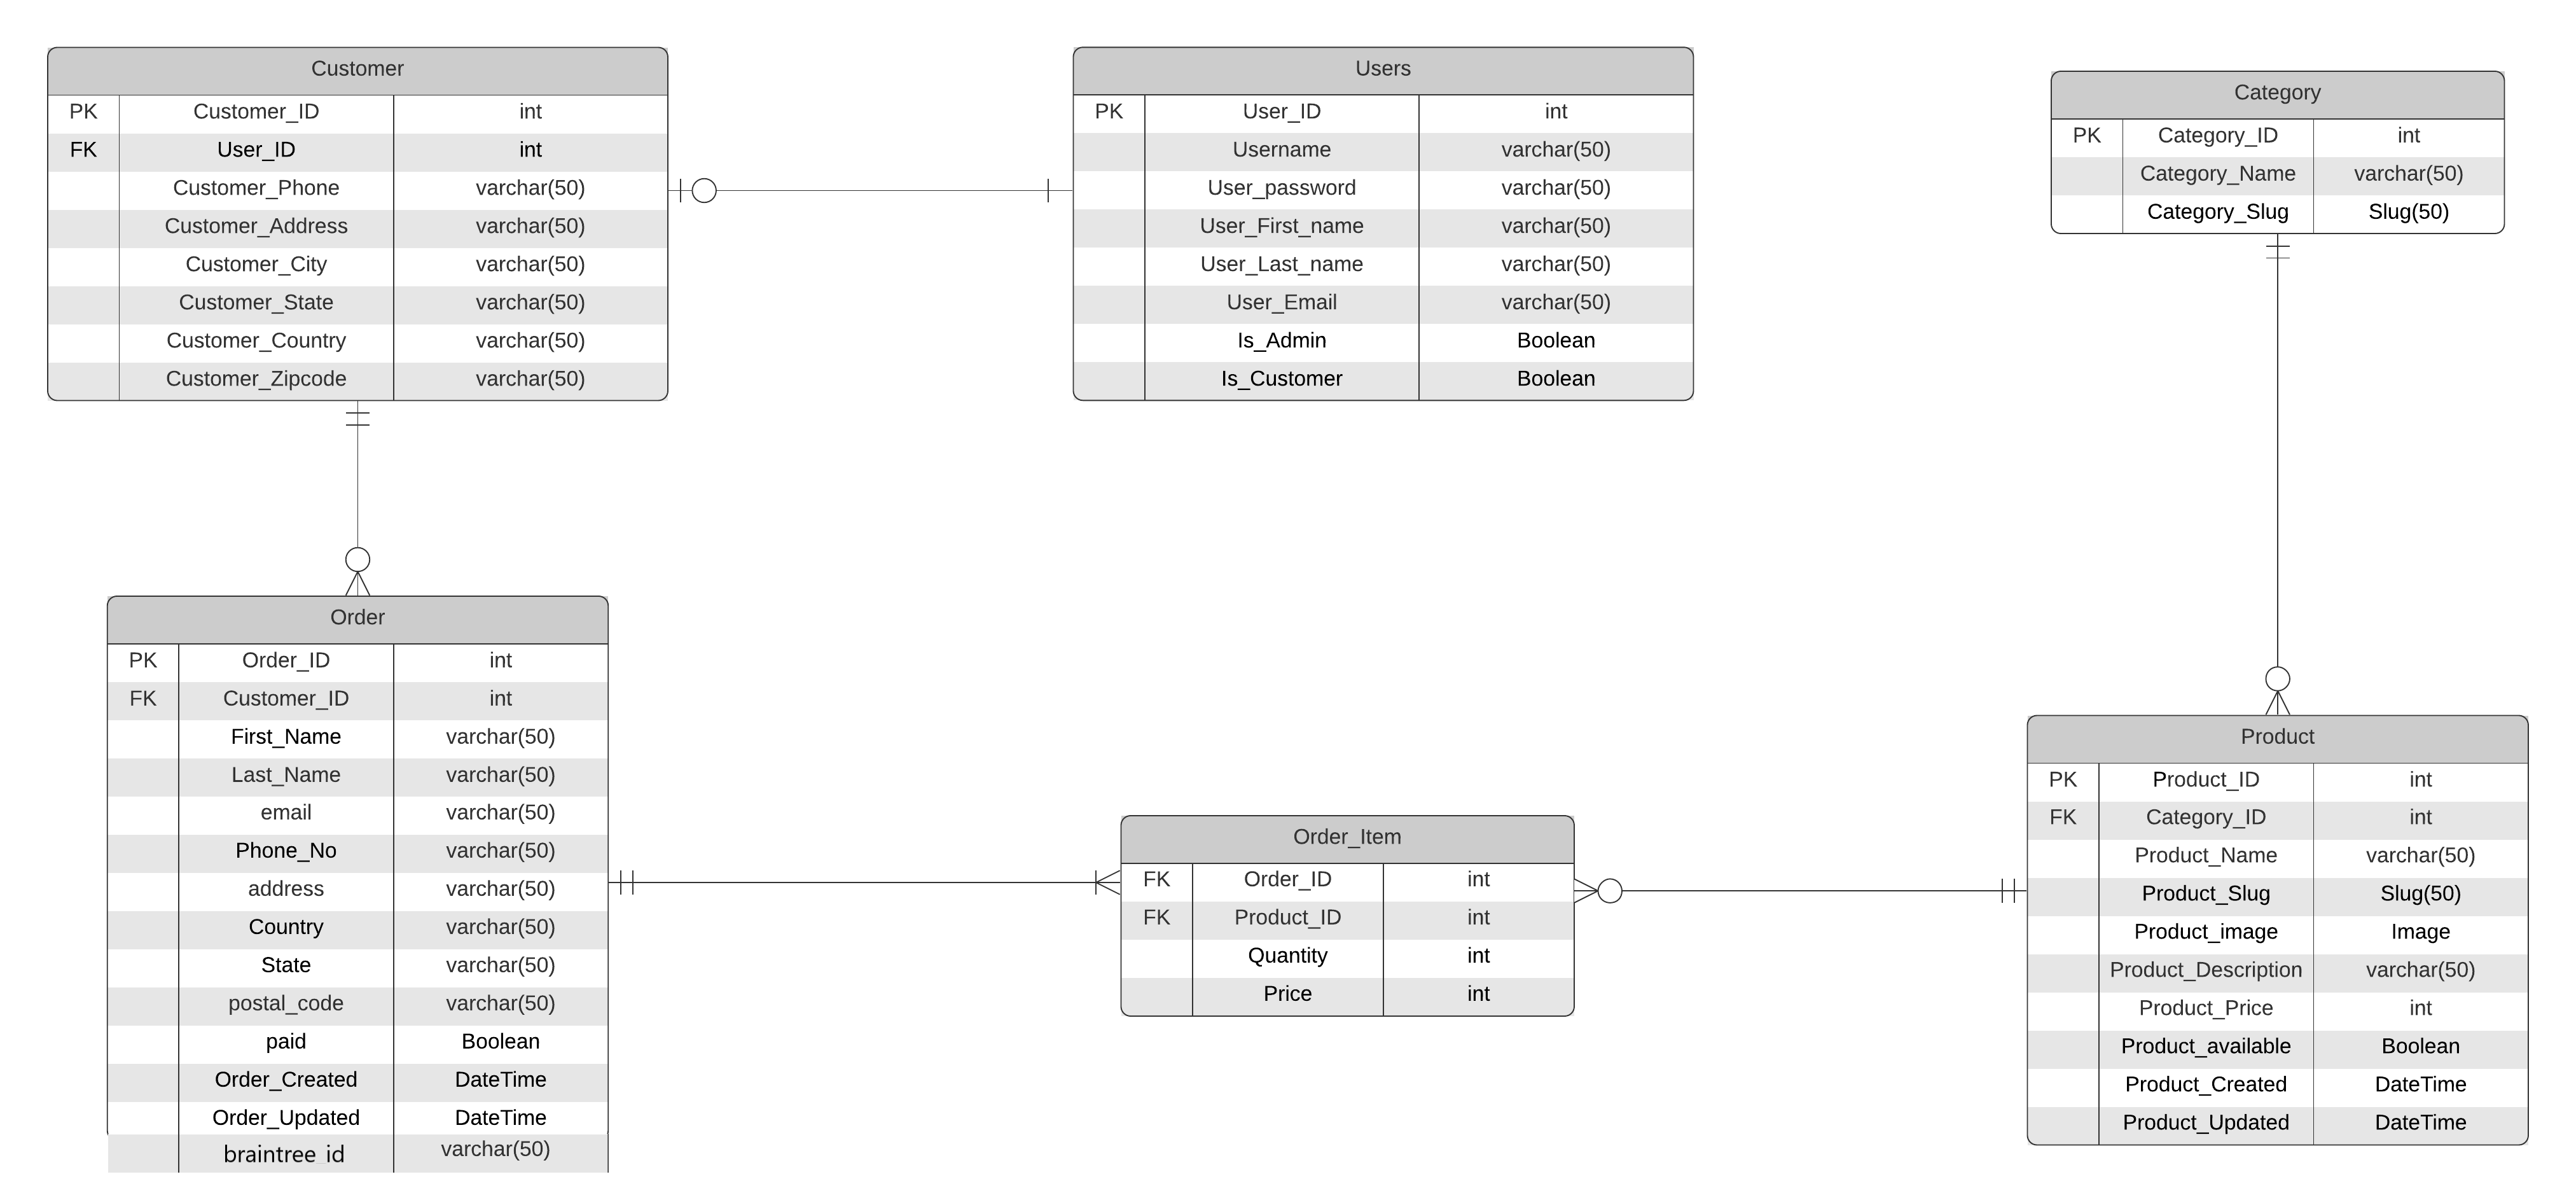 Customer
PK Customer_ID int
FK User_ID int
Customer_Phone varchar(50)
Customer_Address varchar(50)
Customer_City varchar(50)
Customer_State varchar(50)
Customer_Country varchar(50)
Customer_Zipcode varchar(50)
Users
PK User_ID int
Username varchar(50)
User_password varchar(50)
User_First_name varchar(50)
User_Last_name varchar(50)
User_Email varchar(50)
Is_Admin Boolean
Is_Customer Boolean
Category
PK Category_ID int
Category_Name varchar(50)
Category_Slug Slug(50)
Order
PK Order_ID int
FK Customer_ID int
First_Name varchar(50)
Last_Name varchar(50)
email varchar(50)
Phone_No varchar(50)
address varchar(50)
Country varchar(50)
State varchar(50)
postal_code varchar(50)
paid Boolean
Order_Created DateTime
Order_Updated DateTime
braintree_id varchar(50)
Order_Item
FK Order_ID int
FK Product_ID int
Quantity int
Price int
Product
PK Product_ID int
FK Category_ID int
Product_Name varchar(50)
Product_Slug Slug(50)
Product_image Image
Product_Description varchar(50)
Product_Price int
Product_available Boolean
Product_Created DateTime
Product_Updated DateTime